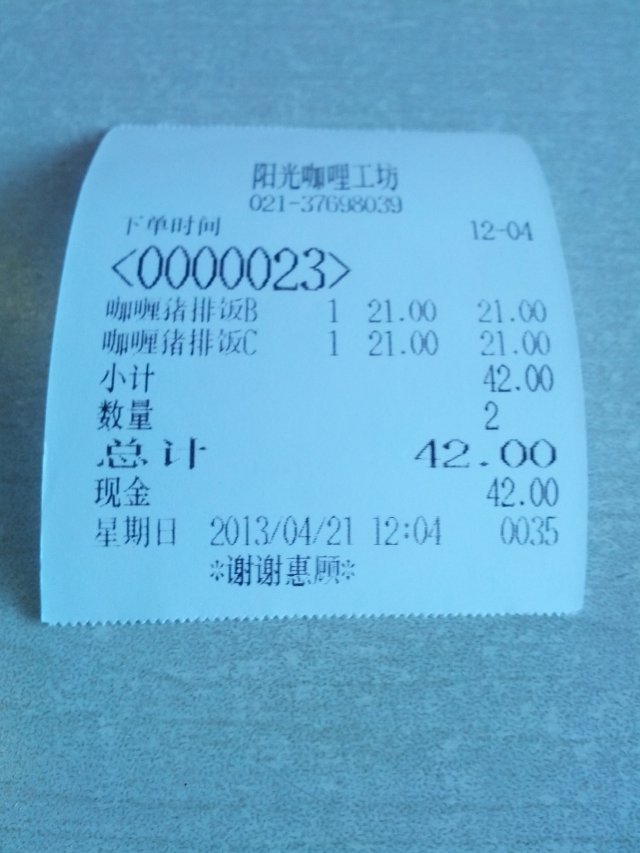 阳光咖哩工坊
021-37698039
下单时间 12-04
<0000023>
咖喱猪排饭B 1 21.00 21.00
咖喱猪排饭C 1 21.00 21.00
小计 42.00
数量 2
总计 42.00
现金 42.00
星期日 2013/04/21 12:04 0035
*谢谢惠顾*